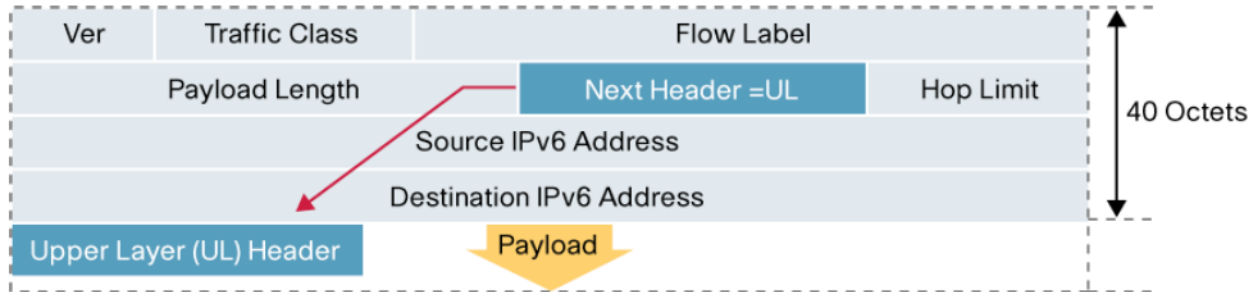 Ver Traffic Class Flow Label
Payload Length Next Header =UL Hop Limit
40 Octets
Source IPv6 Address
Destination IPv6 Address
Upper Layer (UL) Header Payload